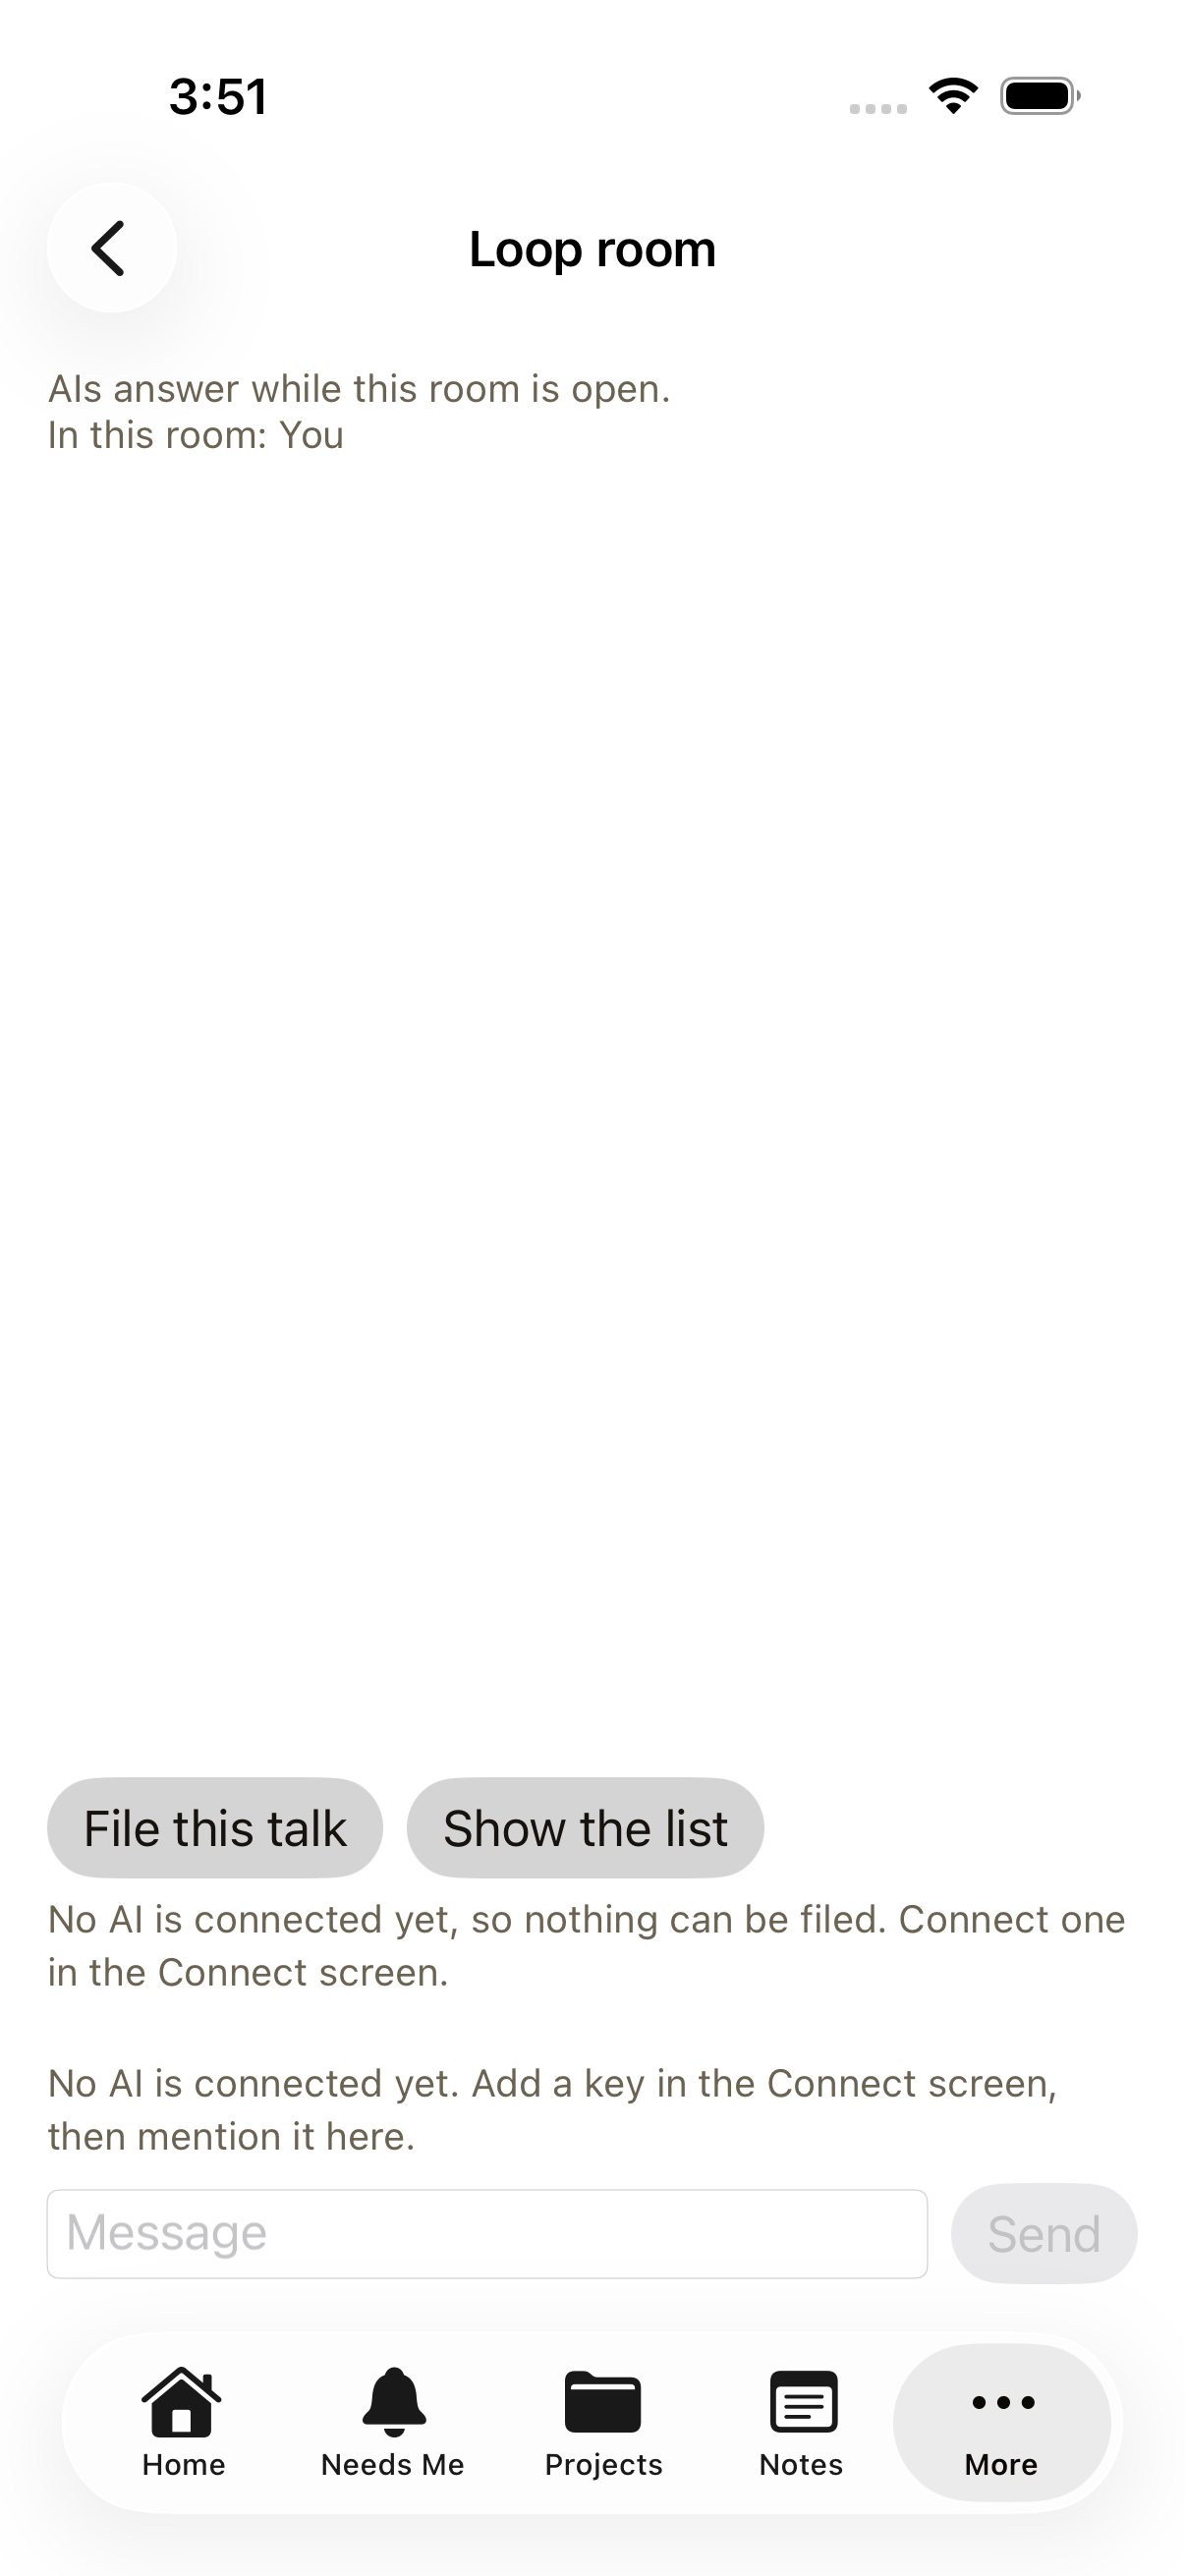 3:51
Loop room
AIs answer while this room is open.
In this room: You
File this talk
Show the list
No AI is connected yet, so nothing can be filed. Connect one
in the Connect screen.
No AI is connected yet. Add a key in the Connect screen,
then mention it here.
Message
Send
Home
Needs Me
Projects
Notes
More